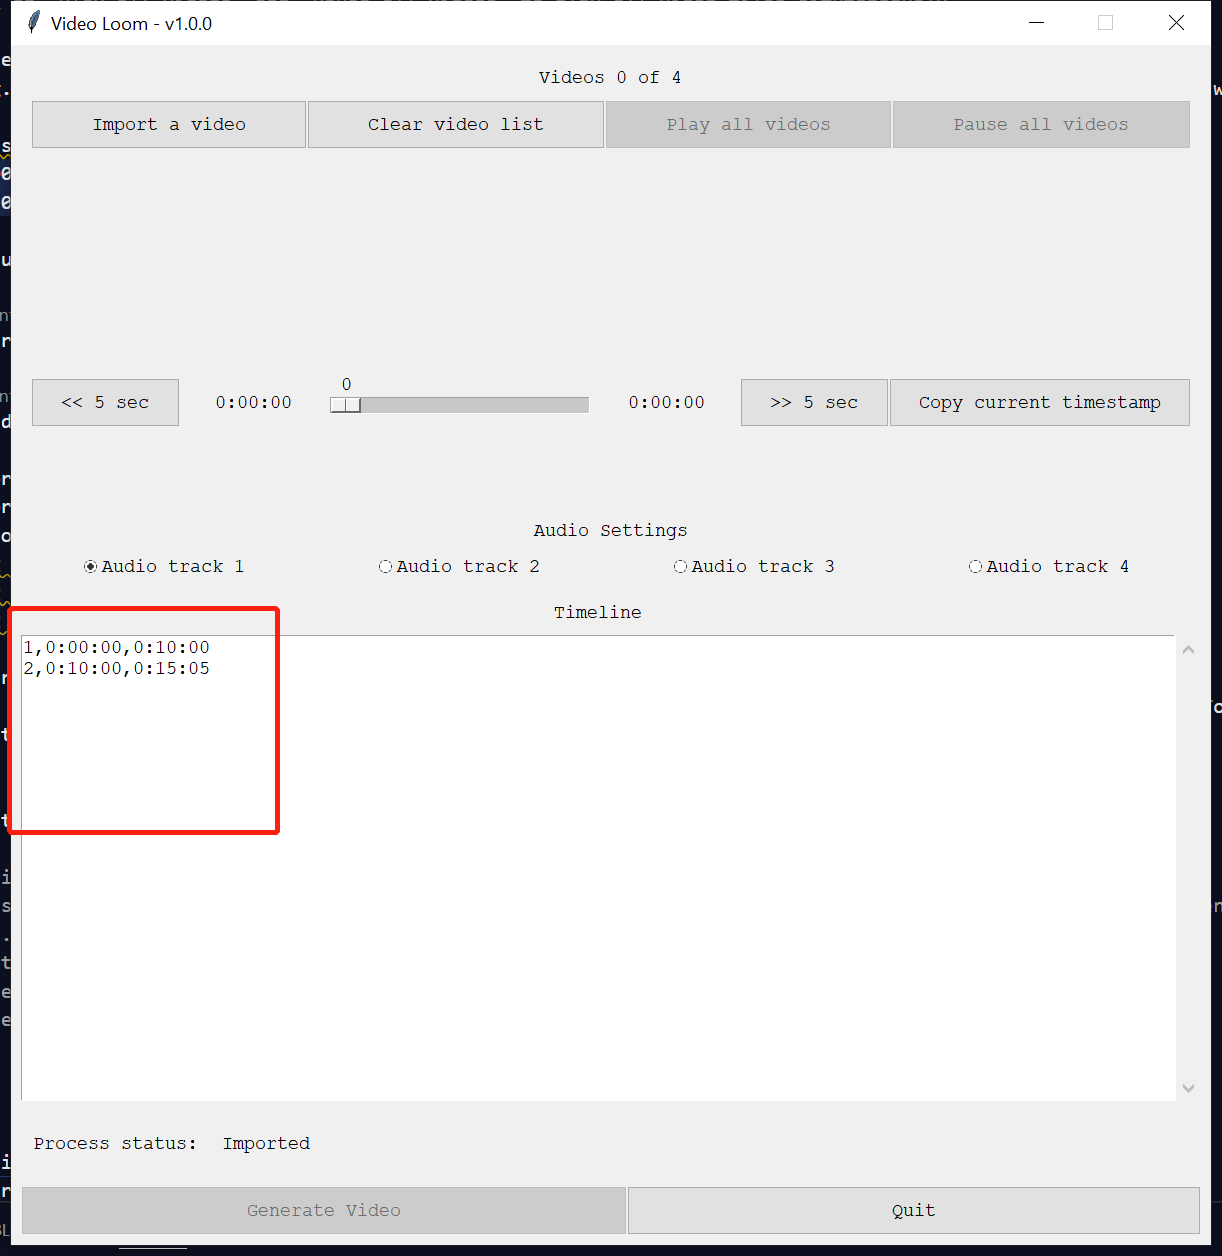 Video Loom - v1.0.0
Videos 0 of 4
Import a video
Clear video list
Play all videos
Pause all videos
0
<< 5 sec
0:00:00
0:00:00
>> 5 sec
Copy current timestamp
Audio Settings
Audio track 1
Audio track 2
Audio track 3
Audio track 4
Timeline
1,0:00:00,0:10:00
2,0:10:00,0:15:05
Process status: Imported
Generate Video
Quit